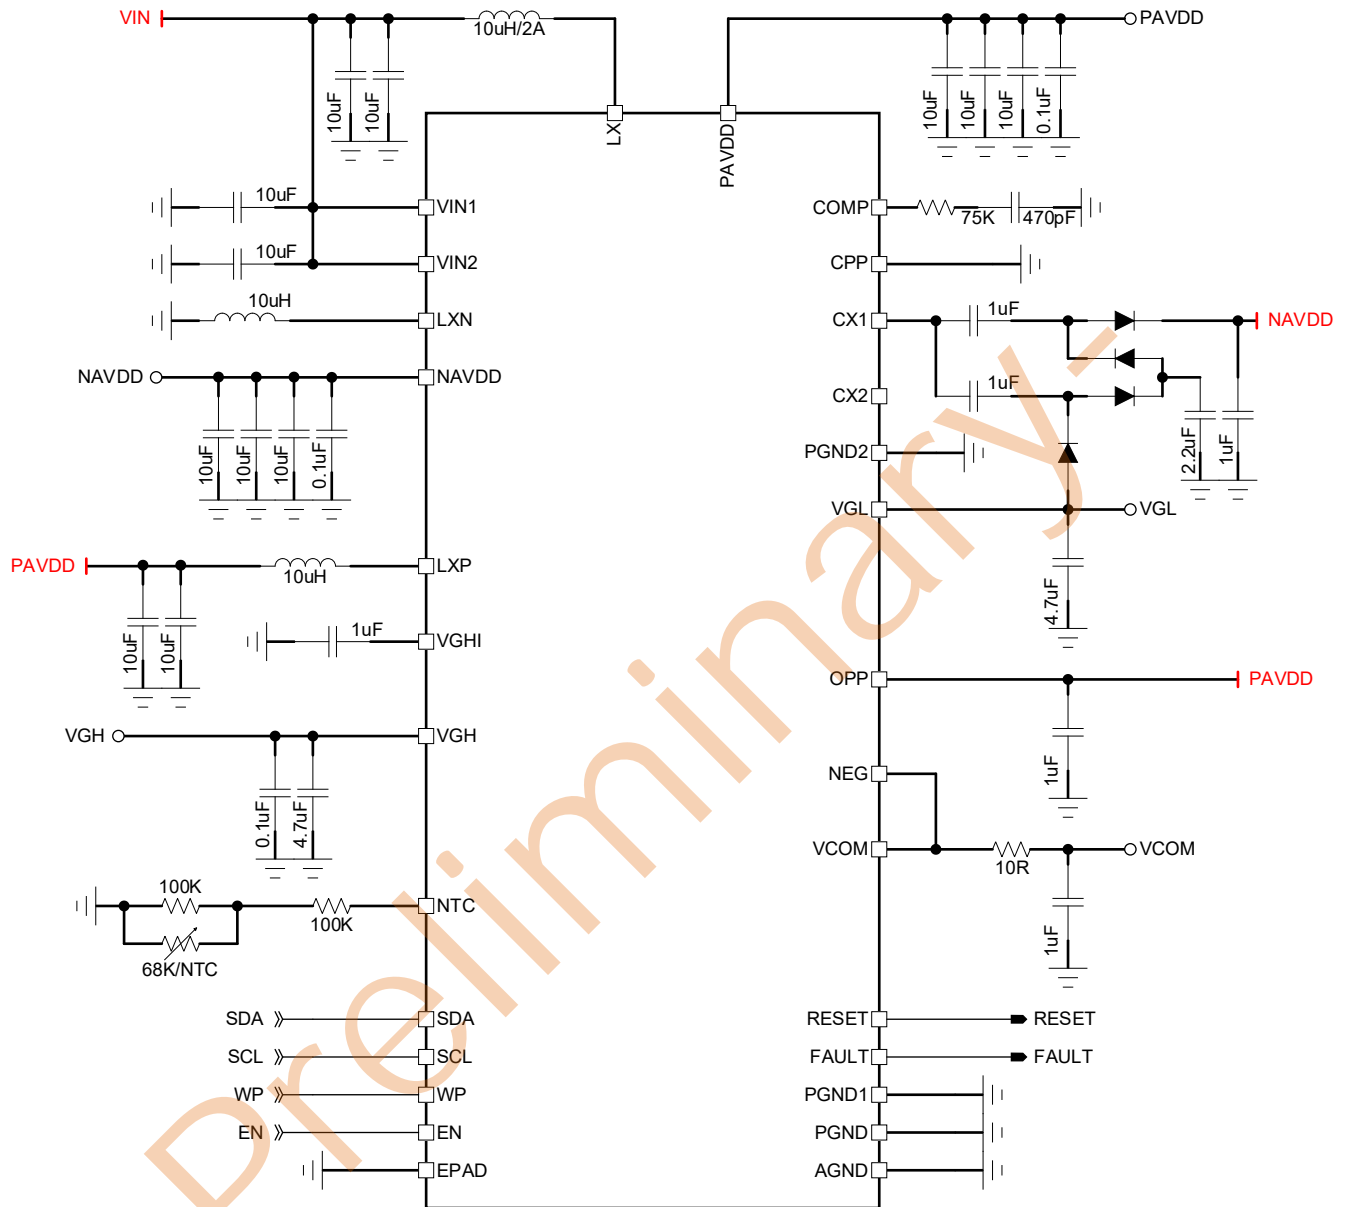 VIN
10uH/2A
PAVDD
10uF
10uF
10uF
10uF
10uF
0.1uF
LX
PAVDD
10uF
VIN1
COMP
75K
470pF
10uF
VIN2
CPP
10uH
LXN
CX1
1uF
NAVDD
NAVDD
NAVDD
1uF
CX2
10uF
10uF
10uF
0.1uF
PGND2
2.2uF
1uF
VGL
VGL
PAVDD
10uH
LXP
4.7uF
10uF
10uF
1uF
VGHI
OPP
PAVDD
VGH
VGH
1uF
NEG
0.1uF
4.7uF
VCOM
10R
VCOM
100K
100K
NTC
68K/NTC
1uF
SDA
SDA
RESET
RESET
SCL
SCL
FAULT
FAULT
WP
WP
PGND1
EN
EN
PGND
EPAD
AGND
Preliminary-